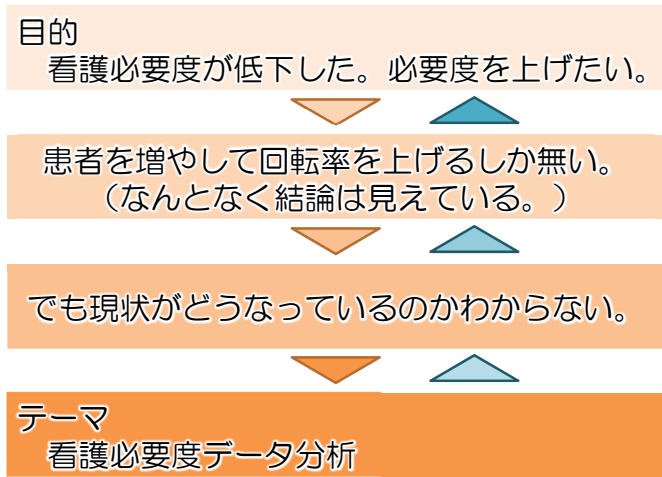 目的
看護必要度が低下した。必要度を上げたい。
患者を増やして回転率を上げるしか無い。
（なんとなく結論は見えている。）
でも現状がどうなっているのかわからない。
テーマ
看護必要度データ分析